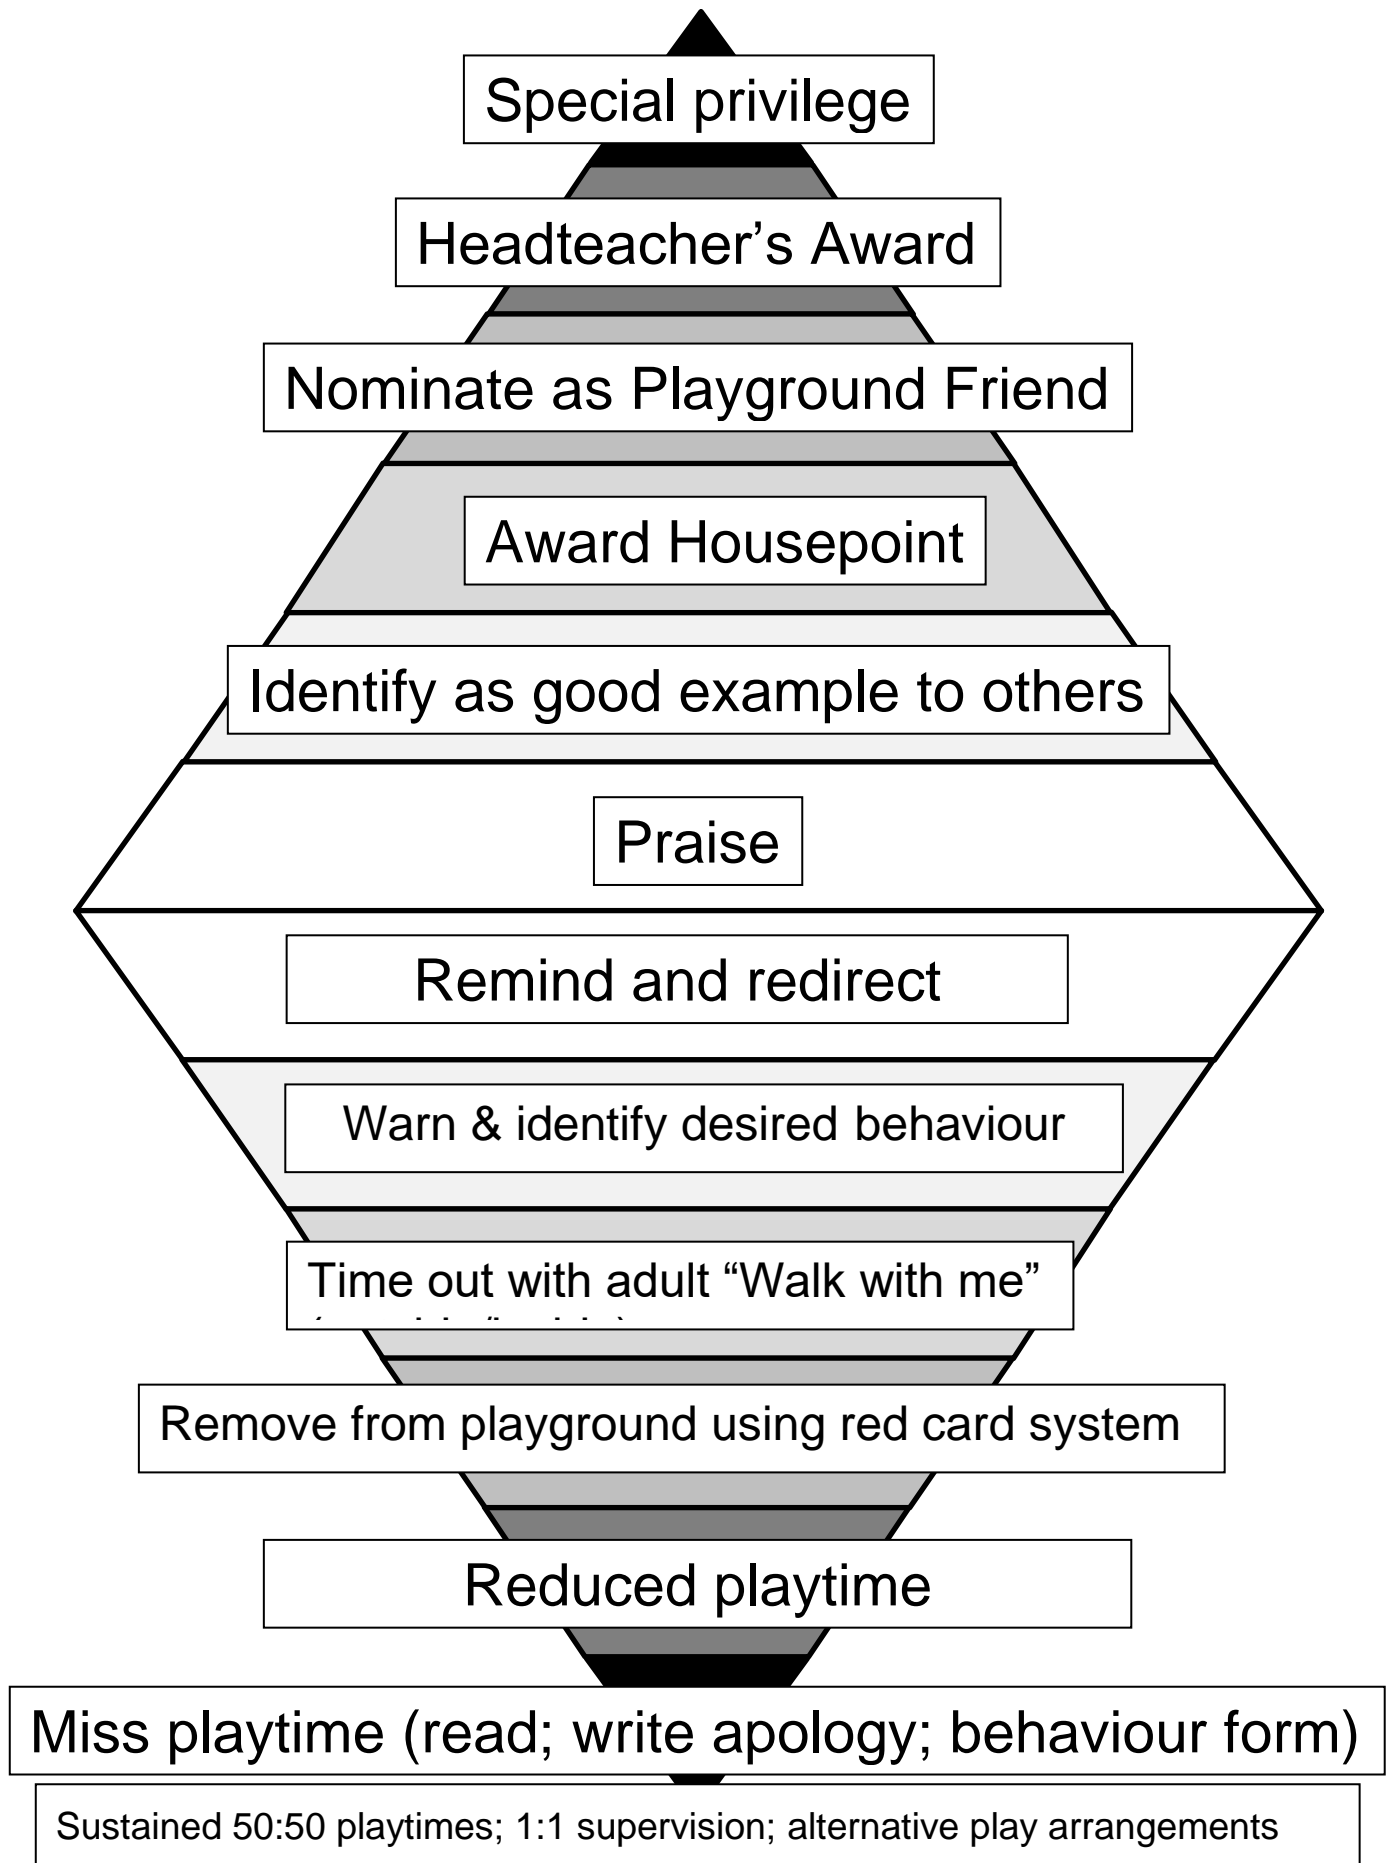 Special privilege
Headteacher’s Award
Nominate as Playground Friend
Award Housepoint
Identify as good example to others
Praise
Remind and redirect
Warn & identify desired behaviour
Time out with adult “Walk with me”
Remove from playground using red card system
Reduced playtime
Miss playtime (read; write apology; behaviour form)
Sustained 50:50 playtimes; 1:1 supervision; alternative play arrangements